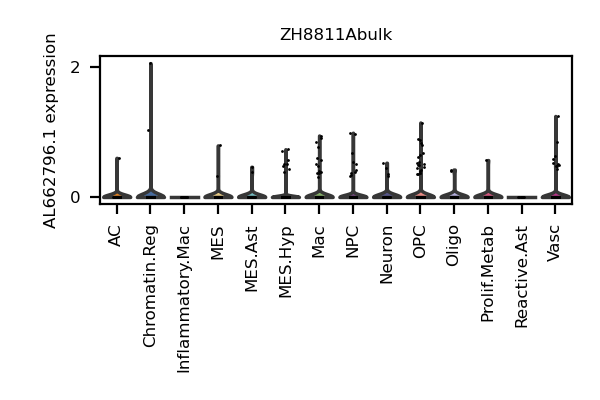 ZH8811Abulk
AL662796.1 expression
2
0
AC
Chromatin.Reg
Inflammatory.Mac
MES
MES.Ast
MES.Hyp
Mac
NPC
Neuron
OPC
Oligo
Prolif.Metab
Reactive.Ast
Vasc